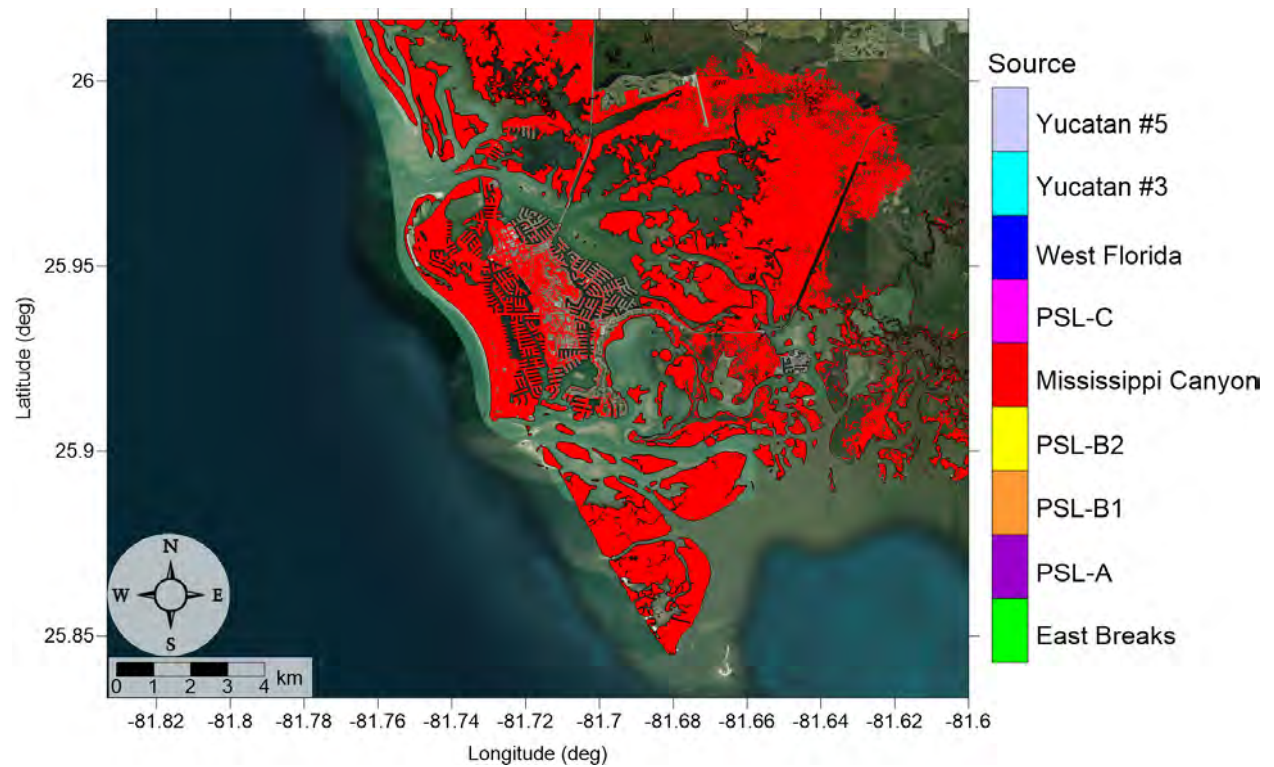 Source
Yucatan #5
Yucatan #3
West Florida
PSL-C
Mississippi Canyon
PSL-B2
PSL-B1
PSL-A
East Breaks
Latitude (deg)
26
25.95
25.9
25.85
N
W E
S
0 1 2 3 4 km
-81.82 -81.8 -81.78 -81.76 -81.74 -81.72 -81.7 -81.68 -81.66 -81.64 -81.62 -81.6
Longitude (deg)